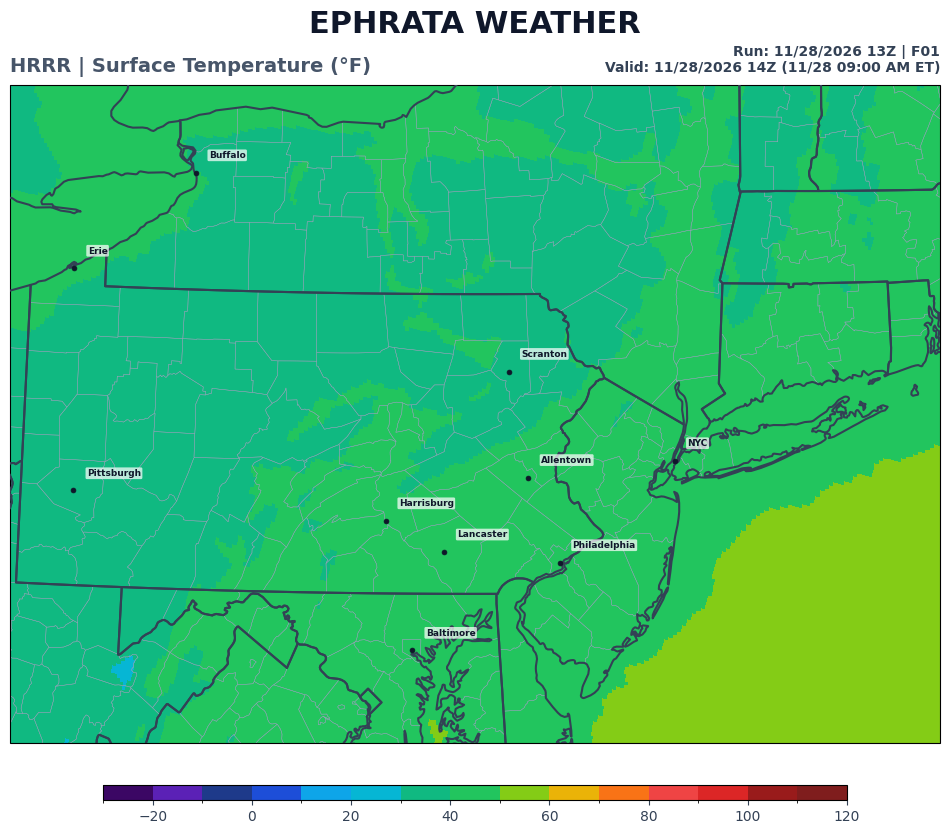 EPHRATA WEATHER
HRRR | Surface Temperature (°F)
Run: 11/28/2026 13Z | F01
Valid: 11/28/2026 14Z (11/28 09:00 AM ET)
Buffalo
Erie
Scranton
NYC
Allentown
Pittsburgh
Harrisburg
Lancaster
Philadelphia
Baltimore
−20 0 20 40 60 80 100 120